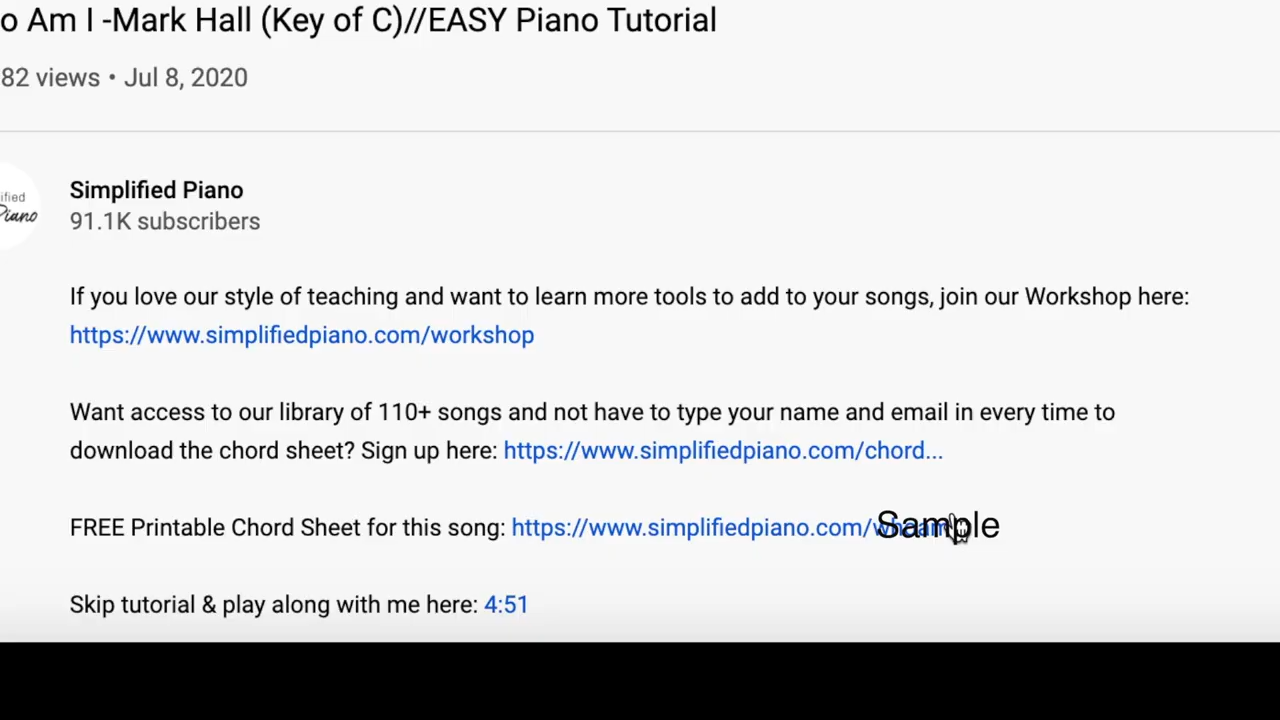 o Am I -Mark Hall (Key of C)//EASY Piano Tutorial
82 views • Jul 8, 2020
ified
Piano
Simplified Piano
91.1K subscribers
If you love our style of teaching and want to learn more tools to add to your songs, join our Workshop here:
https://www.simplifiedpiano.com/workshop
Want access to our library of 110+ songs and not have to type your name and email in every time to
download the chord sheet? Sign up here: https://www.simplifiedpiano.com/chord...
FREE Printable Chord Sheet for this song: https://www.simplifiedpiano.com/
Sample
Skip tutorial & play along with me here: 4:51